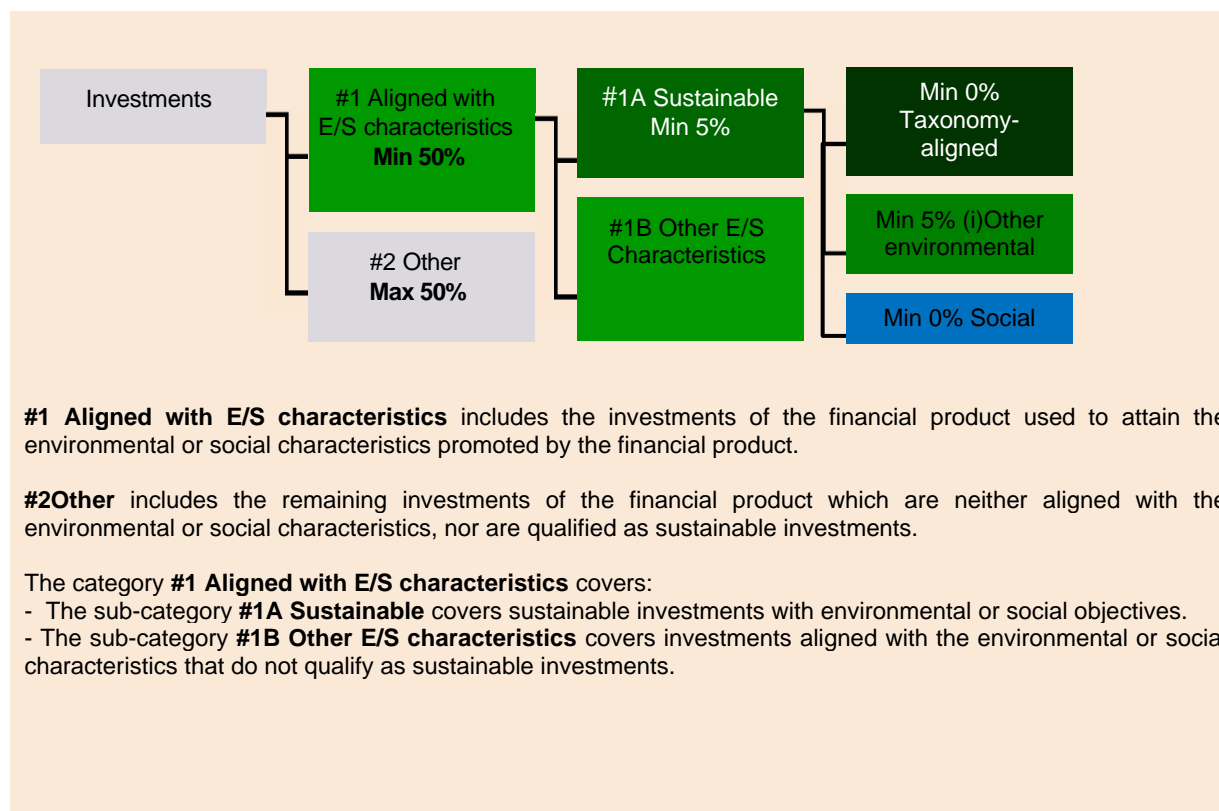 Investments
#1 Aligned with
E/S characteristics
Min 50%
#2 Other
Max 50%
#1A Sustainable
Min 5%
#1B Other E/S
Characteristics
Min 0%
Taxonomy-
aligned
Min 5% (i)Other
environmental
Min 0% Social
#1 Aligned with E/S characteristics includes the investments of the financial product used to attain the
environmental or social characteristics promoted by the financial product.
#2Other includes the remaining investments of the financial product which are neither aligned with the
environmental or social characteristics, nor are qualified as sustainable investments.
The category #1 Aligned with E/S characteristics covers:
- The sub-category #1A Sustainable covers sustainable investments with environmental or social objectives.
- The sub-category #1B Other E/S characteristics covers investments aligned with the environmental or social
characteristics that do not qualify as sustainable investments.